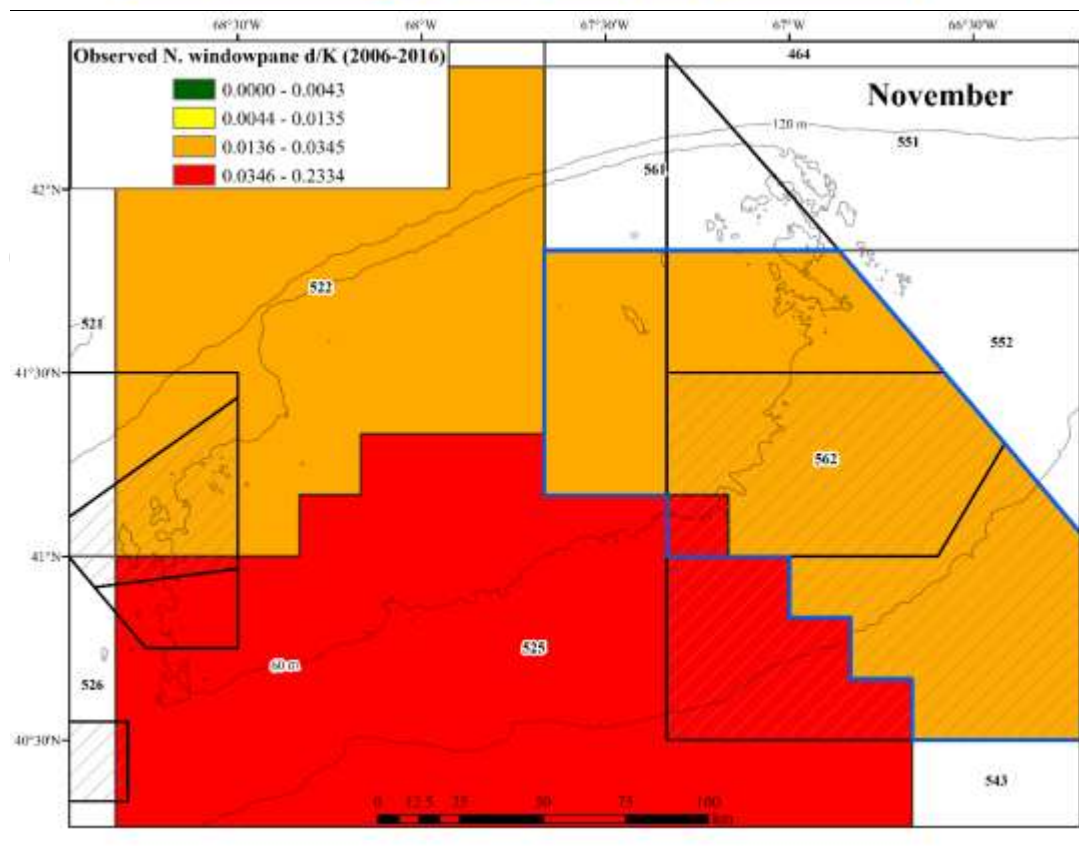 68°30'W 68°W 67°30'W 67°W 66°30'W
Observed N. windowpane d/K (2006-2016)
0.0000 - 0.0043
0.0044 - 0.0135
0.0136 - 0.0345
0.0346 - 0.2334
464
November
120 m
551
561
42°N
522
521
552
41°30'N
562
41°N
525
60 m
526
40°30'N
543
0 12.5 25 50 75 100
km